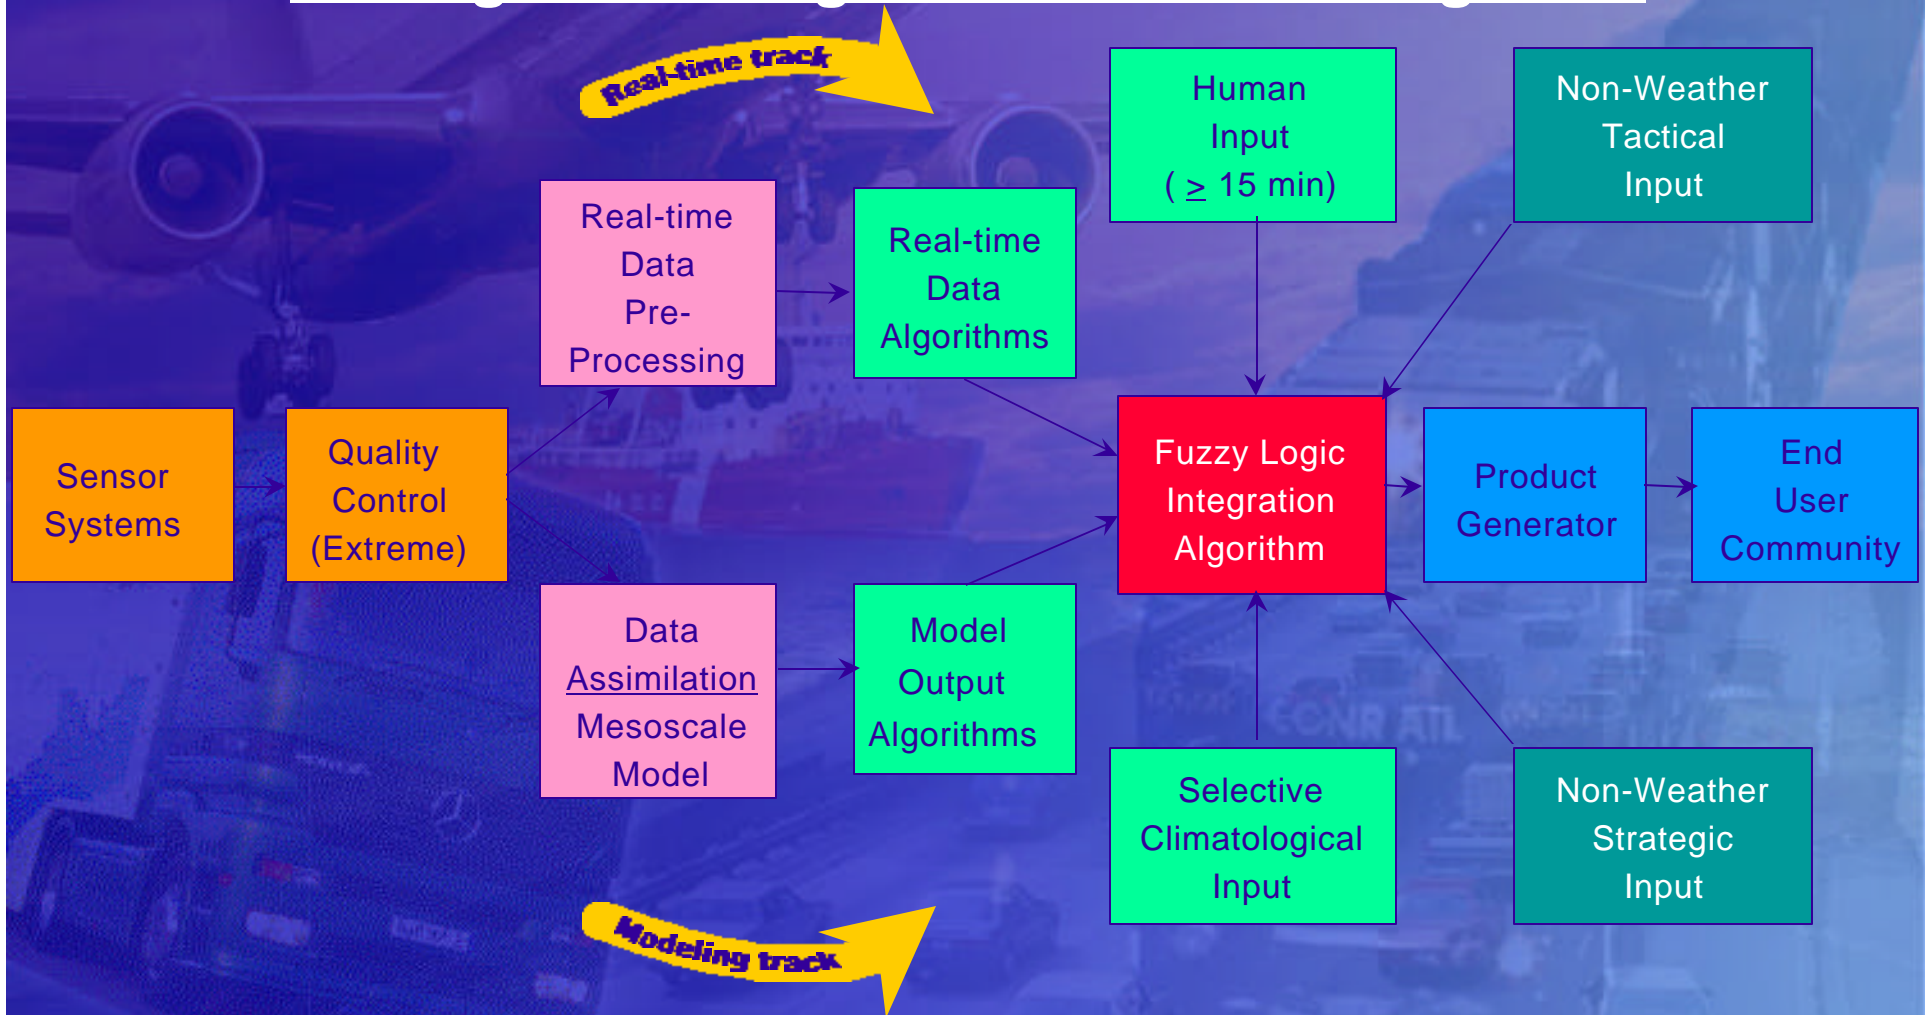 Real-time track
Human
Input
( ≥ 15 min)
Non-Weather
Tactical
Input
Real-time
Data
Pre-
Processing
Real-time
Data
Algorithms
Sensor
Systems
Quality
Control
(Extreme)
Fuzzy Logic
Integration
Algorithm
Product
Generator
End
User
Community
Data
Assimilation
Mesoscale
Model
Model
Output
Algorithms
Selective
Climatological
Input
Non-Weather
Strategic
Input
Modeling track